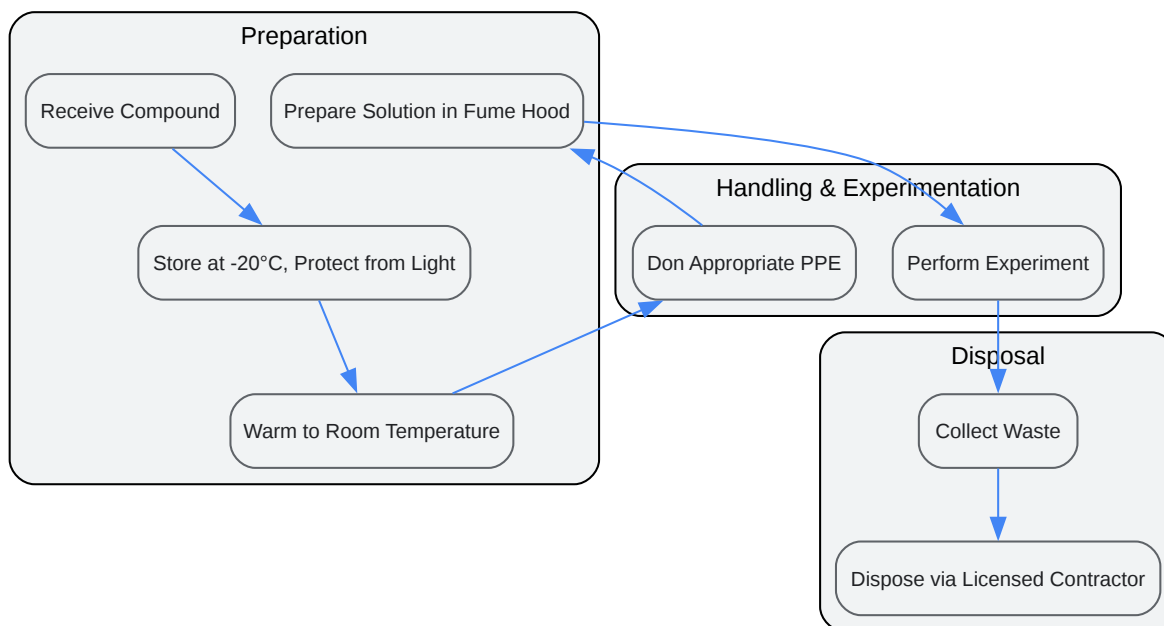 Preparation
Receive Compound
Prepare Solution in Fume Hood
Handling & Experimentation
Store at -20°C, Protect from Light
Don Appropriate PPE
Perform Experiment
Disposal
Warm to Room Temperature
Collect Waste
Dispose via Licensed Contractor